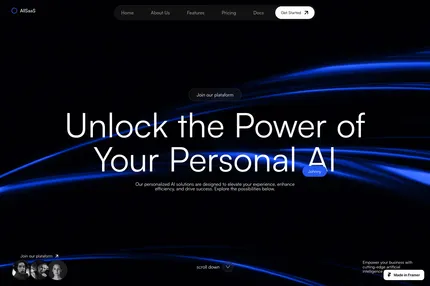 AISaaS
Home About Us Features Pricing Docs Get Started
Join our plataform
Unlock the Power of
Your Personal AI
Johnny
Our personalized AI solutions are designed to elevate your experience, enhance
efficiency, and drive success. Explore the possibilities below.
Join our plataform
scroll down
Empower your business with
cutting-edge artificial
intelligence
Made in Framer